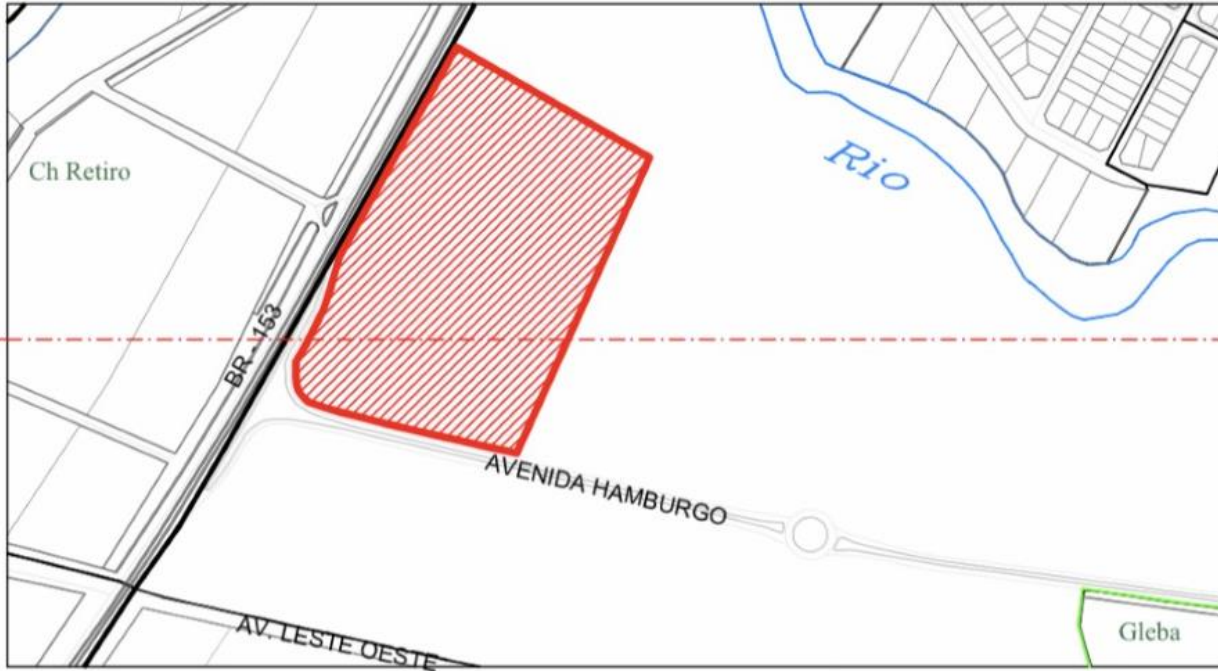 Rio
Ch Retiro
BR - 153
AVENIDA HAMBURGO
AV. LESTE OESTE
Gleba